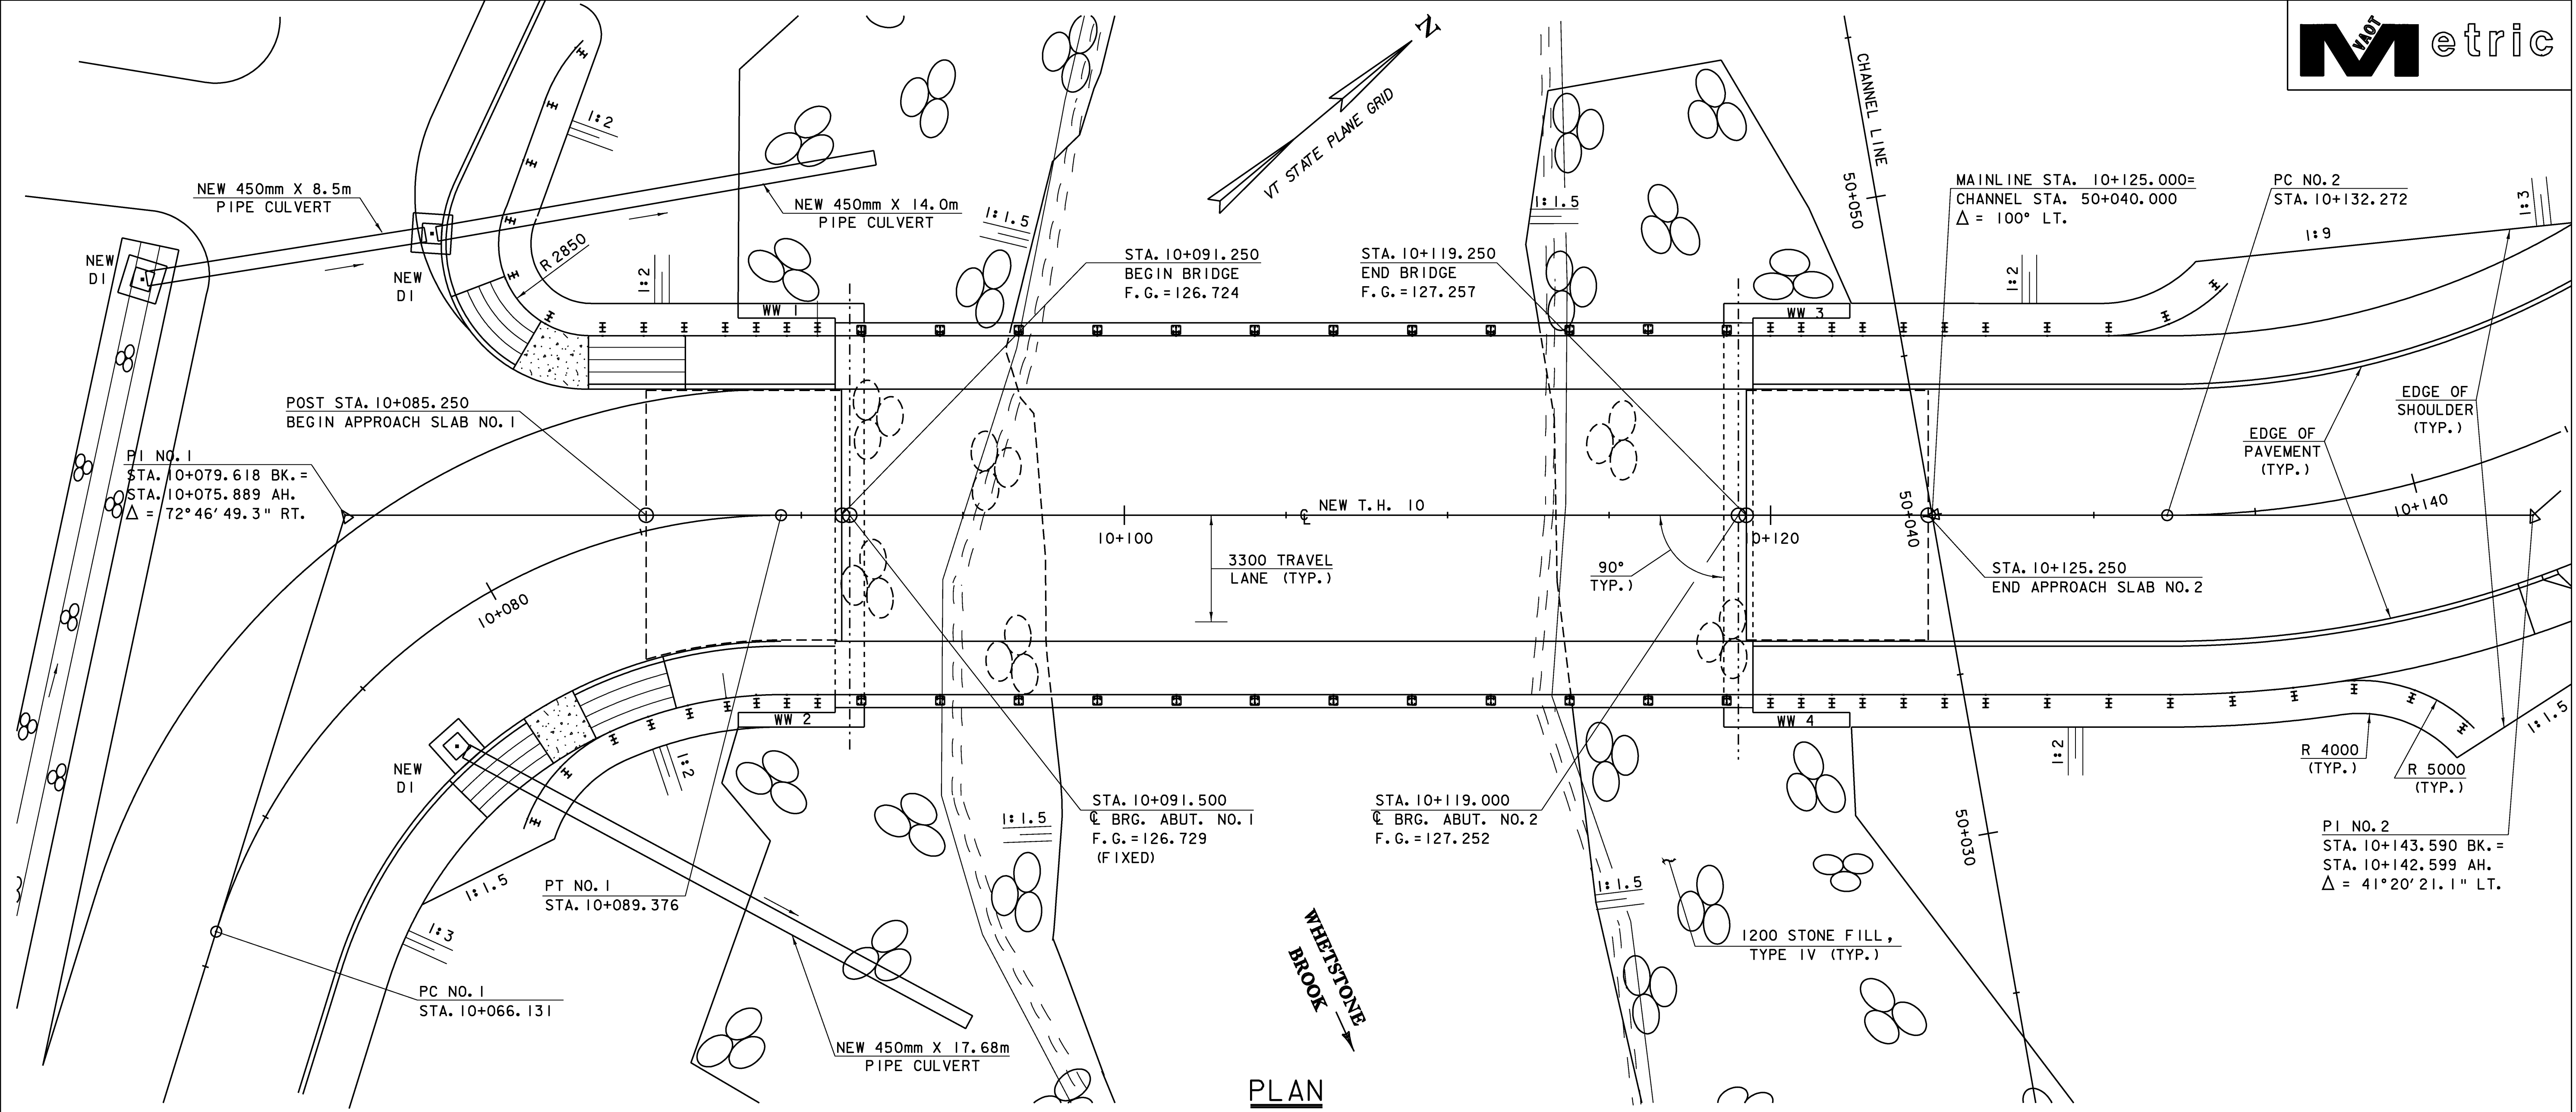 VAOT
Metric
N
VT STATE PLANE GRID
CHANNEL LINE
50+050
NEW 450mm X 8.5m
PIPE CULVERT
NEW 450mm X 14.0m
PIPE CULVERT
1:2
1:1.5
1:1.5
MAINLINE STA. 10+125.000=
CHANNEL STA. 50+040.000
Δ = 100° LT.
PC NO.2
STA.10+132.272
1:3
1:9
NEW
DI
NEW
DI
R 2850
1:2
STA.10+091.250
BEGIN BRIDGE
F.G.=126.724
STA.10+119.250
END BRIDGE
F.G.=127.257
1:2
WW 1
WW 3
POST STA.10+085.250
BEGIN APPROACH SLAB NO.1
EDGE OF
SHOULDER
(TYP.)
EDGE OF
PAVEMENT
(TYP.)
PI NO.1
STA.10+079.618 BK.=
STA.10+075.889 AH.
Δ = 72°46'49.3" RT.
℄ NEW T.H. 10
10+100
10+120
50+040
10+140
10+080
3300 TRAVEL
LANE (TYP.)
90°
TYP.)
STA.10+125.250
END APPROACH SLAB NO.2
WW 2
WW 4
NEW
DI
1:2
1:2
R 4000
(TYP.)
R 5000
(TYP.)
1:1.5
STA.10+091.500
℄ BRG. ABUT. NO.1
F.G.=126.729
(FIXED)
1:1.5
STA.10+119.000
℄ BRG. ABUT. NO.2
F.G.=127.252
50+030
PI NO.2
STA.10+143.590 BK.=
STA.10+142.599 AH.
Δ = 41°20'21.1" LT.
1:1.5
PT NO.1
STA.10+089.376
1:1.5
1:3
1200 STONE FILL,
TYPE IV (TYP.)
WHETSTONE
BROOK
PC NO.1
STA.10+066.131
NEW 450mm X 17.68m
PIPE CULVERT
PLAN